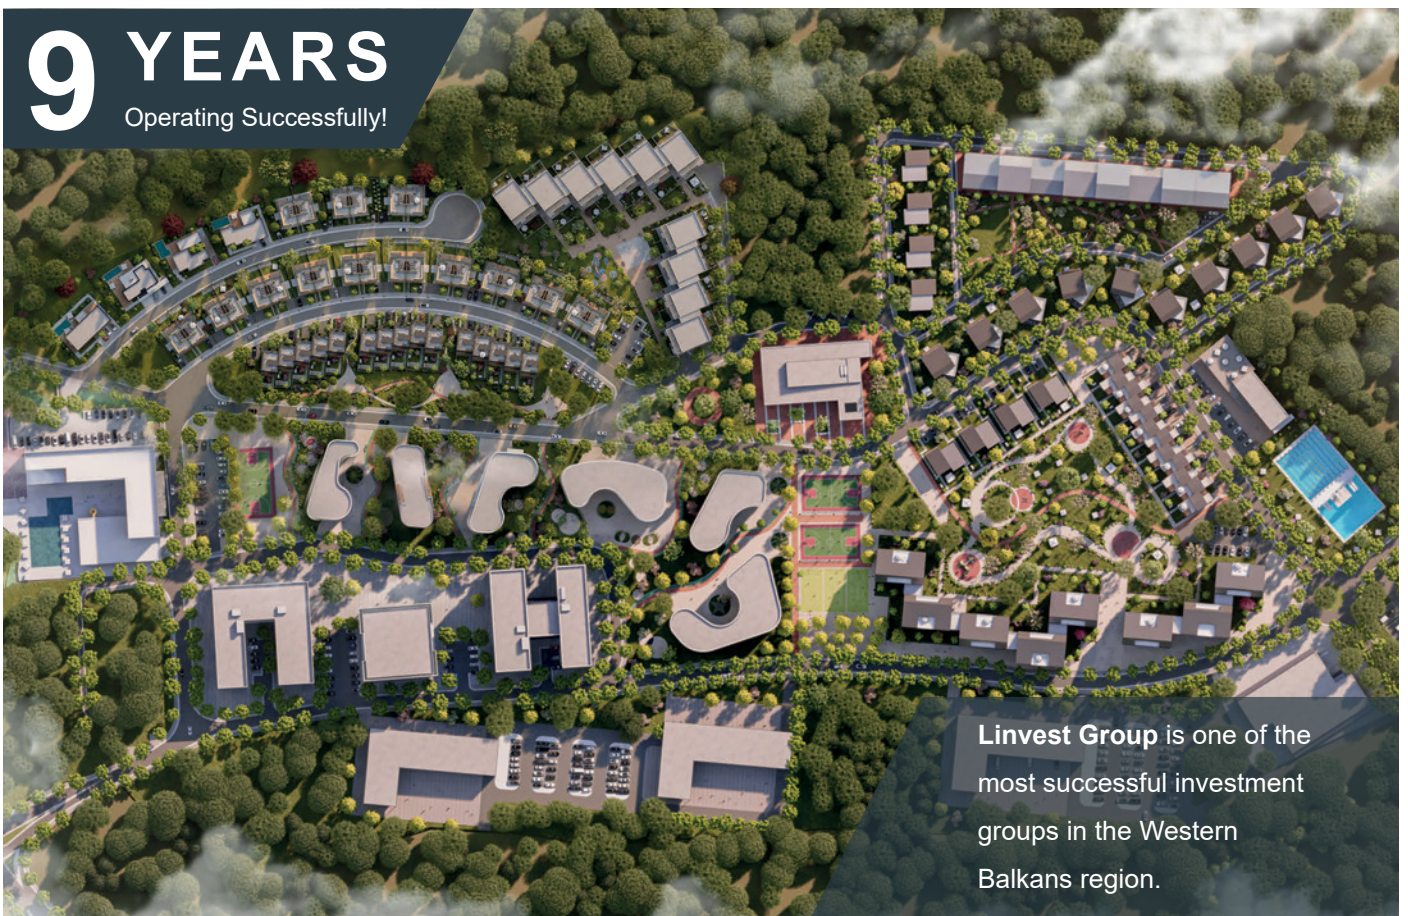 9 YEARS
Operating Successfully!
Linvest Group is one of the
most successful investment
groups in the Western
Balkans region.